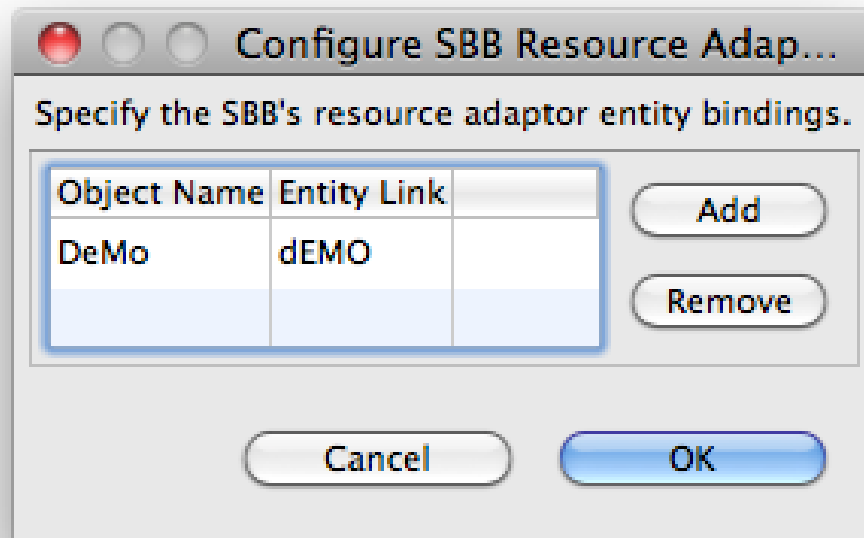 Configure SBB Resource Adap...
Specify the SBB's resource adaptor entity bindings.
Object Name Entity Link
DeMo dEMO
Add
Remove
Cancel OK